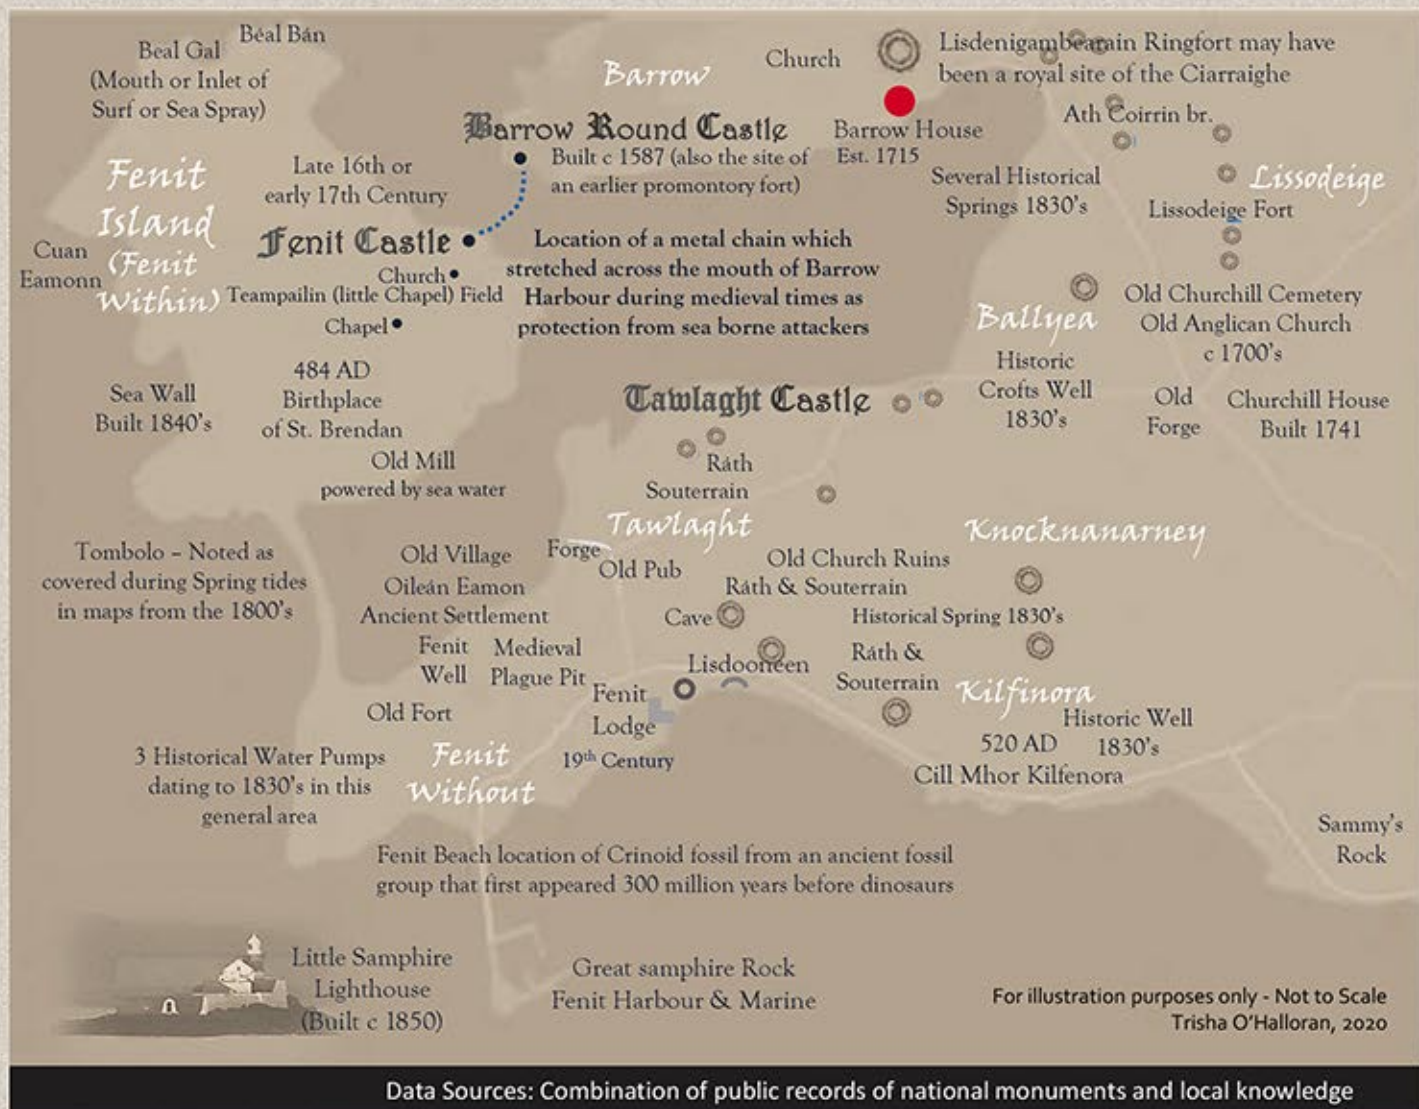 Beal Gal
(Mouth or Inlet of
Surf or Sea Spray)
Béal Bán
Barrow
Church
Lisdenigambearain Ringfort may have
been a royal site of the Ciarraighe
Barrow Round Castle
Built c 1587 (also the site of
an earlier promontory fort)
Barrow House
Est. 1715
Ath Coirrin br.
Several Historical
Springs 1830's
Lissodeige
Lissodeige Fort
Fenit
Island
(Fenit
Within)
Late 16th or
early 17th Century
Fenit Castle
Cuan
Eamonn
Church
Teampailin (little Chapel) Field
Chapel
Location of a metal chain which
stretched across the mouth of Barrow
Harbour during medieval times as
protection from sea borne attackers
Ballyea
Old Churchill Cemetery
Old Anglican Church
c 1700's
Historic
Crofts Well
1830's
Old
Forge
Churchill House
Built 1741
Sea Wall
Built 1840's
484 AD
Birthplace
of St. Brendan
Tawlaght Castle
Old Mill
powered by sea water
Ráth
Souterrain
Tawlaght
Knocknanarney
Tombolo – Noted as
covered during Spring tides
in maps from the 1800's
Old Village
Oileán Eamon
Ancient Settlement
Forge
Old Pub
Old Church Ruins
Ráth & Souterrain
Cave
Historical Spring 1830's
Fenit
Well
Medieval
Plague Pit
Lisdooneen
Ráth &
Souterrain
Kilfinora
Old Fort
Fenit
Lodge
19th Century
Historic Well
1830's
520 AD
Cill Mhor Kilfenora
3 Historical Water Pumps
dating to 1830's in this
general area
Fenit
Without
Sammy's
Rock
Fenit Beach location of Crinoid fossil from an ancient fossil
group that first appeared 300 million years before dinosaurs
Little Samphire
Lighthouse
(Built c 1850)
Great samphire Rock
Fenit Harbour & Marine
For illustration purposes only - Not to Scale
Trisha O'Halloran, 2020
Data Sources: Combination of public records of national monuments and local knowledge